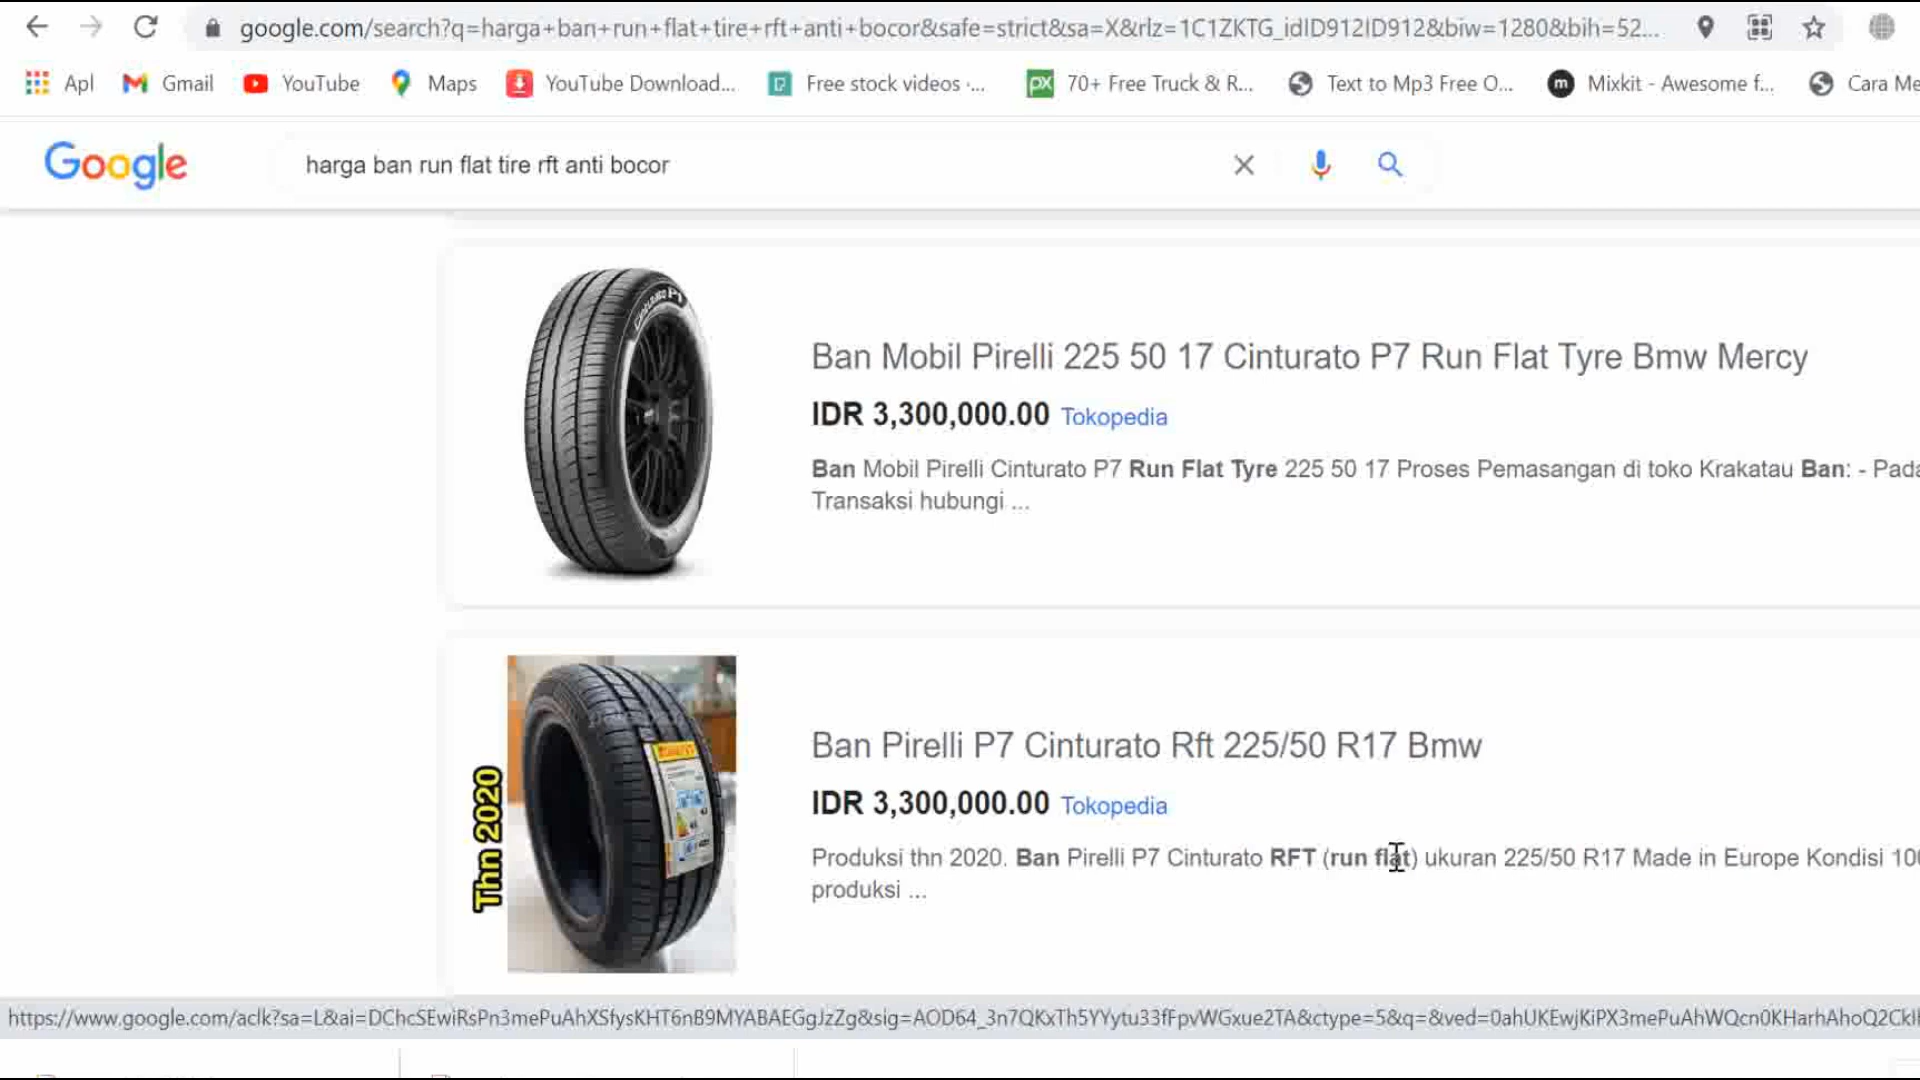 google.com/search?q=harga+ban+run+flat+tire+rft+anti+bocor&safe=strict&sa=X&rlz=1C1ZKTG_idID912ID912&biw=1280&bih=52...
Apl Gmail YouTube Maps YouTube Download... Free stock videos ·... 70+ Free Truck & R... Text to Mp3 Free O... Mixkit - Awesome f... Cara Me
Google harga ban run flat tire rft anti bocor
Cinturato P7
Ban Mobil Pirelli 225 50 17 Cinturato P7 Run Flat Tyre Bmw Mercy
IDR 3,300,000.00 Tokopedia
Ban Mobil Pirelli Cinturato P7 Run Flat Tyre 225 50 17 Proses Pemasangan di toko Krakatau Ban: - Pada
Transaksi hubungi ...
Thn 2020
Ban Pirelli P7 Cinturato Rft 225/50 R17 Bmw
IDR 3,300,000.00 Tokopedia
Produksi thn 2020. Ban Pirelli P7 Cinturato RFT (run flat) ukuran 225/50 R17 Made in Europe Kondisi 100
produksi ...
https://www.google.com/aclk?sa=L&ai=DChcSEwiRsPn3mePuAhXSfysKHT6nB9MYABAEGgJzZg&sig=AOD64_3n7QKxTh5YYytu33fFpvWGxue2TA&ctype=5&q=&ved=0ahUKEwjKiPX3mePuAhWQcn0KHarhAhoQ2CkI